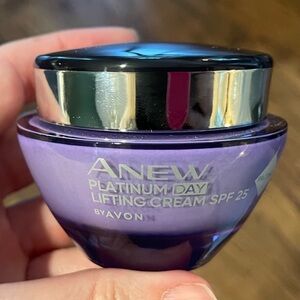 ANEW
PLATINUM DAY
LIFTING CREAM SPF 25
BY AVON